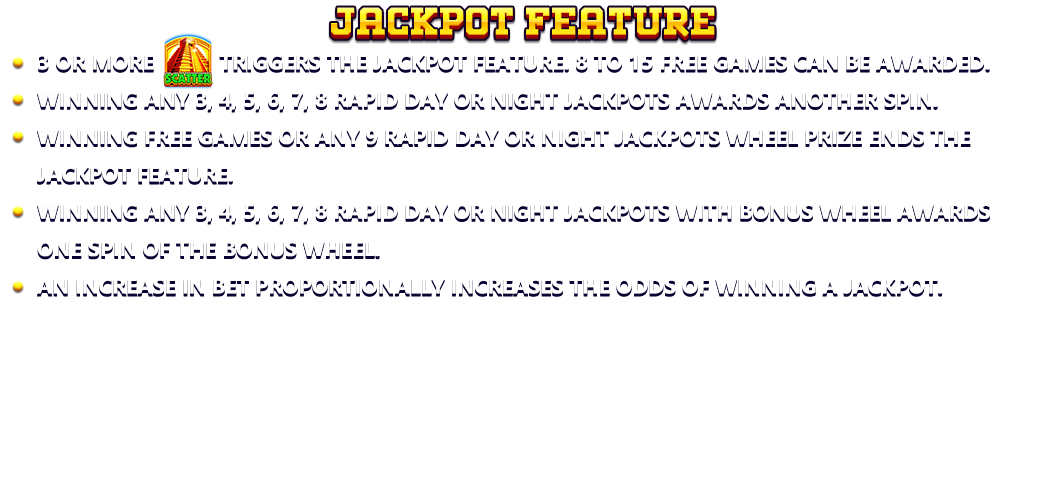 JACKPOT FEATURE
3 OR MORE SCATTER TRIGGERS THE JACKPOT FEATURE. 8 TO 15 FREE GAMES CAN BE AWARDED.
WINNING ANY 3, 4, 5, 6, 7, 8 RAPID DAY OR NIGHT JACKPOTS AWARDS ANOTHER SPIN.
WINNING FREE GAMES OR ANY 9 RAPID DAY OR NIGHT JACKPOTS WHEEL PRIZE ENDS THE
JACKPOT FEATURE.
WINNING ANY 3, 4, 5, 6, 7, 8 RAPID DAY OR NIGHT JACKPOTS WITH BONUS WHEEL AWARDS
ONE SPIN OF THE BONUS WHEEL.
AN INCREASE IN BET PROPORTIONALLY INCREASES THE ODDS OF WINNING A JACKPOT.